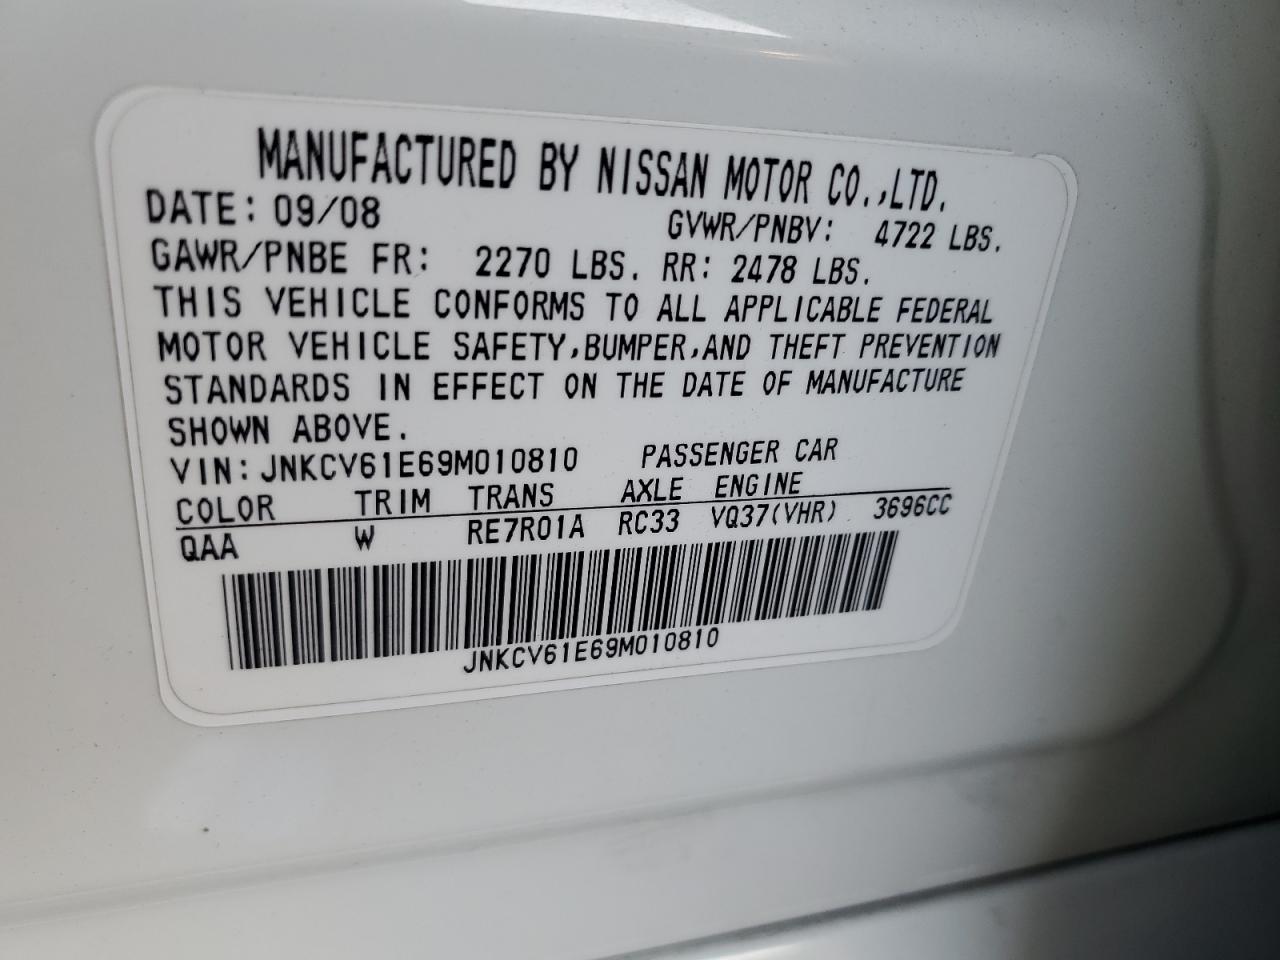 MANUFACTURED BY NISSAN MOTOR CO.,LTD.
DATE: 09/08 GVWR/PNBV: 4722 LBS.
GAWR/PNBE FR: 2270 LBS. RR: 2478 LBS.
THIS VEHICLE CONFORMS TO ALL APPLICABLE FEDERAL
MOTOR VEHICLE SAFETY,BUMPER,AND THEFT PREVENTION
STANDARDS IN EFFECT ON THE DATE OF MANUFACTURE
SHOWN ABOVE.
VIN: JNKCV61E69M010810 PASSENGER CAR
COLOR TRIM TRANS AXLE ENGINE
QAA W RE7R01A RC33 VQ37(VHR) 3696CC
JNKCV61E69M010810